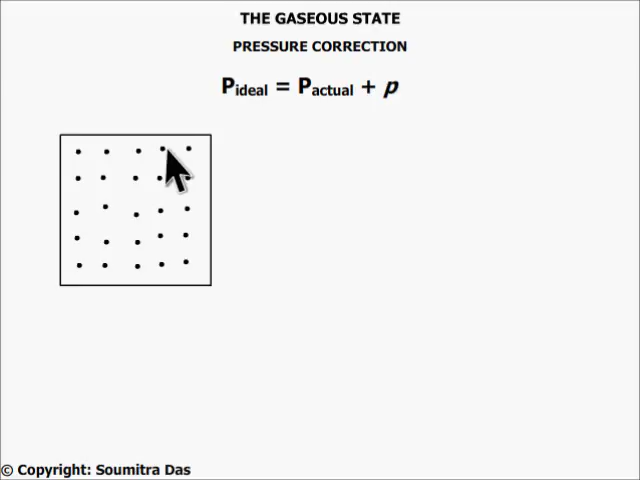 THE GASEOUS STATE
PRESSURE CORRECTION
Pideal = Pactual + p
© Copyright: Soumitra Das